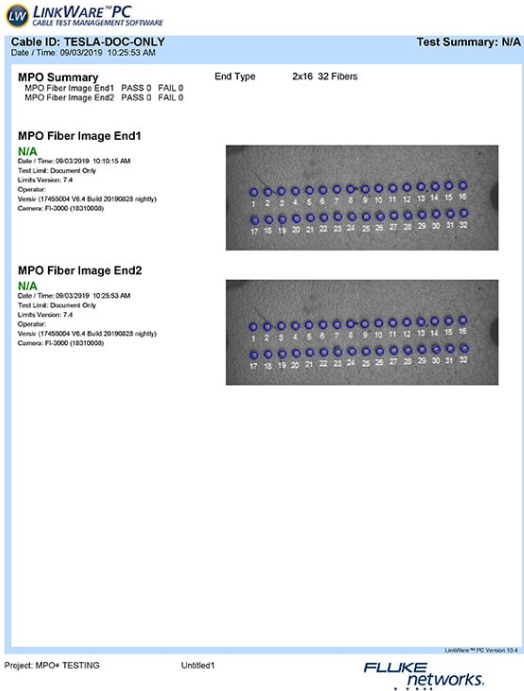 LW LINKWARE™PC
CABLE TEST MANAGEMENT SOFTWARE
Cable ID: TESLA-DOC-ONLY Test Summary: N/A
Date / Time: 09/03/2019 10:25:53 AM
MPO Summary End Type 2x16 32 Fibers
MPO Fiber Image End1 PASS 0 FAIL 0
MPO Fiber Image End2 PASS 0 FAIL 0
MPO Fiber Image End1
N/A
Date / Time: 09/03/2019 10:10:15 AM
Test Limit: Document Only
Limits Version: 7.4
Operator:
Versiv (17455004 V6.4 Build 20190828 nightly)
Camera: FI-3000 (18310008)
1 2 3 4 5 6 7 8 9 10 11 12 13 14 15 16
17 18 19 20 21 22 23 24 25 26 27 28 29 30 31 32
MPO Fiber Image End2
N/A
Date / Time: 09/03/2019 10:25:53 AM
Test Limit: Document Only
Limits Version: 7.4
Operator:
Versiv (17455004 V6.4 Build 20190828 nightly)
Camera: FI-3000 (18310008)
1 2 3 4 5 6 7 8 9 10 11 12 13 14 15 16
17 18 19 20 21 22 23 24 25 26 27 28 29 30 31 32
LinkWare™ PC Version 10.4
Project: MPO+ TESTING Untitled1
FLUKE
networks.